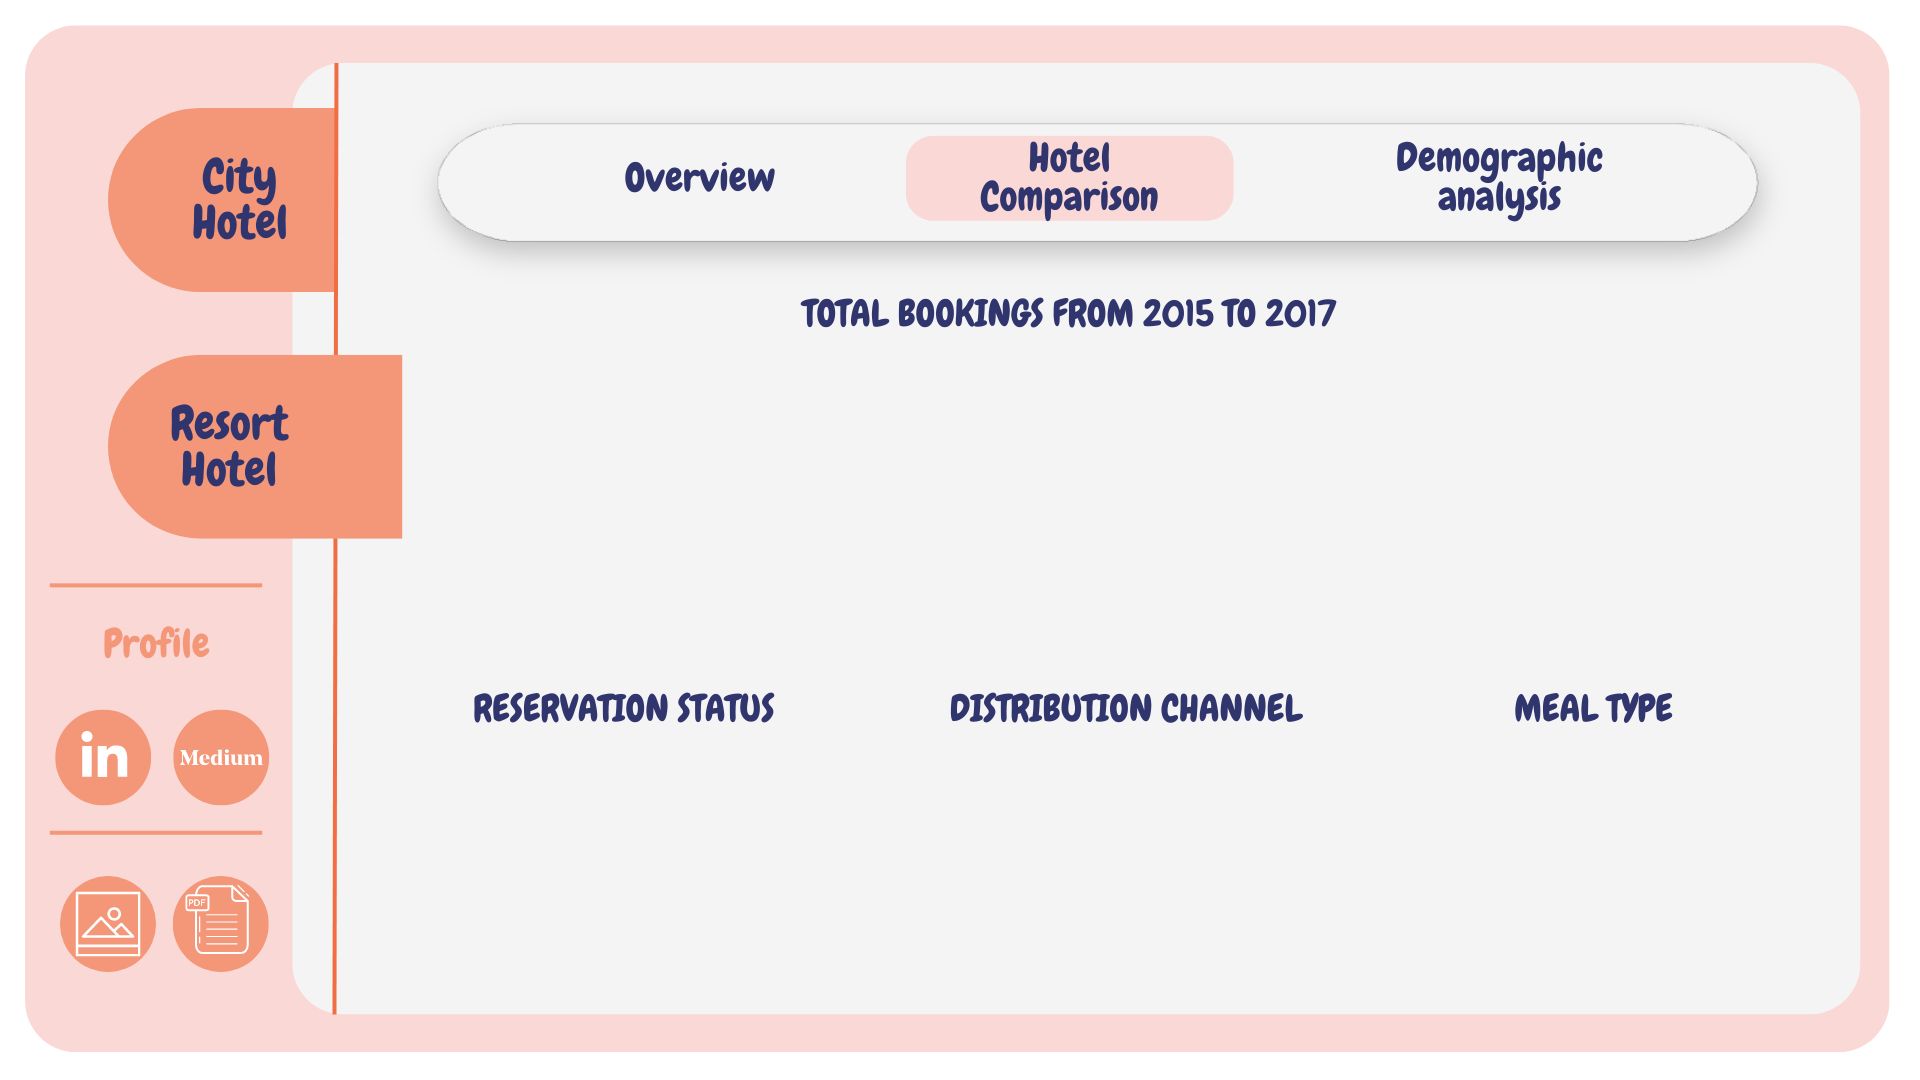 City
Hotel
Resort
Hotel
Profile
in
Medium
PDF
Overview
Hotel
Comparison
Demographic
analysis
TOTAL BOOKINGS FROM 2015 TO 2017
RESERVATION STATUS
DISTRIBUTION CHANNEL
MEAL TYPE